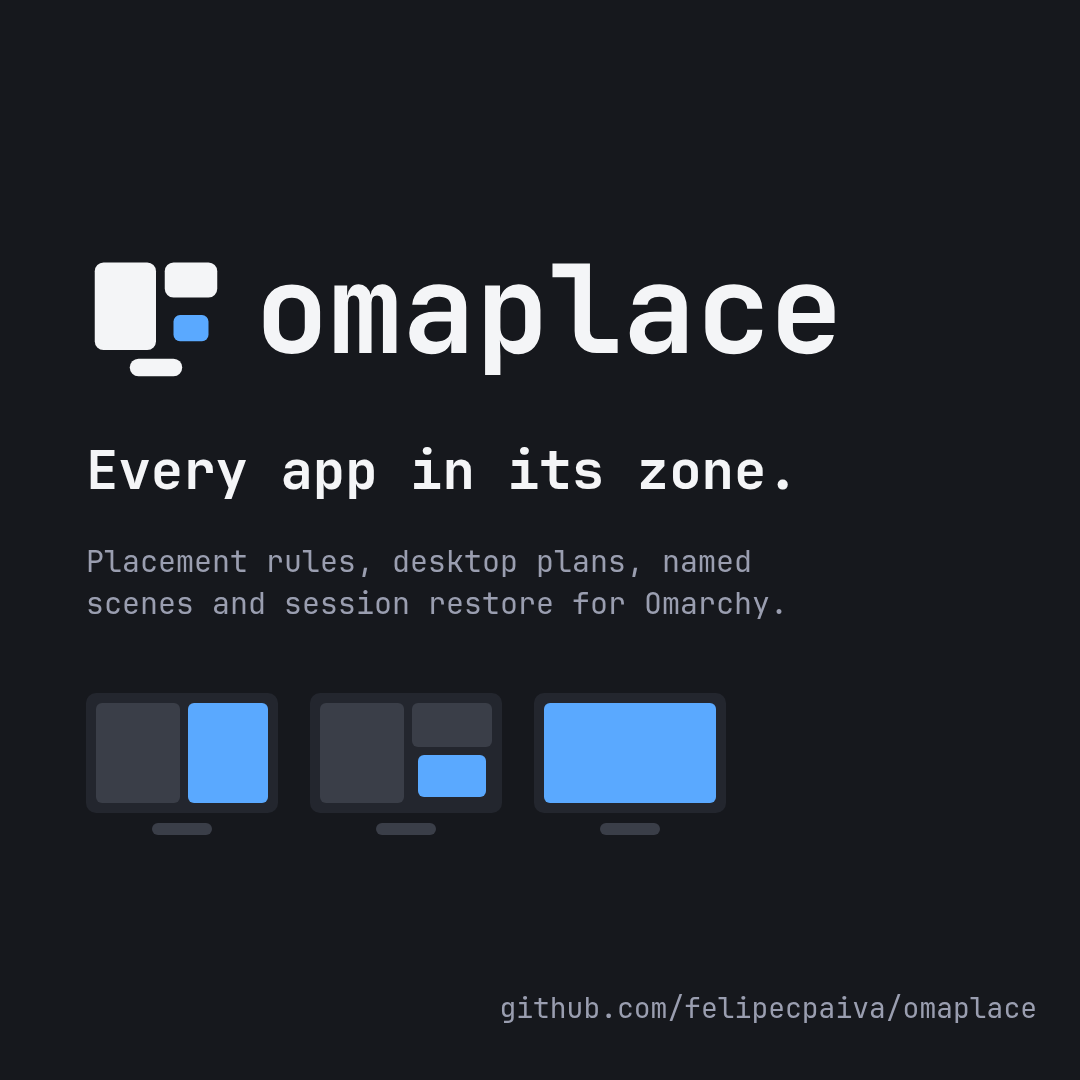 omaplace
Every app in its zone.
Placement rules, desktop plans, named
scenes and session restore for Omarchy.
github.com/felipecpaiva/omaplace